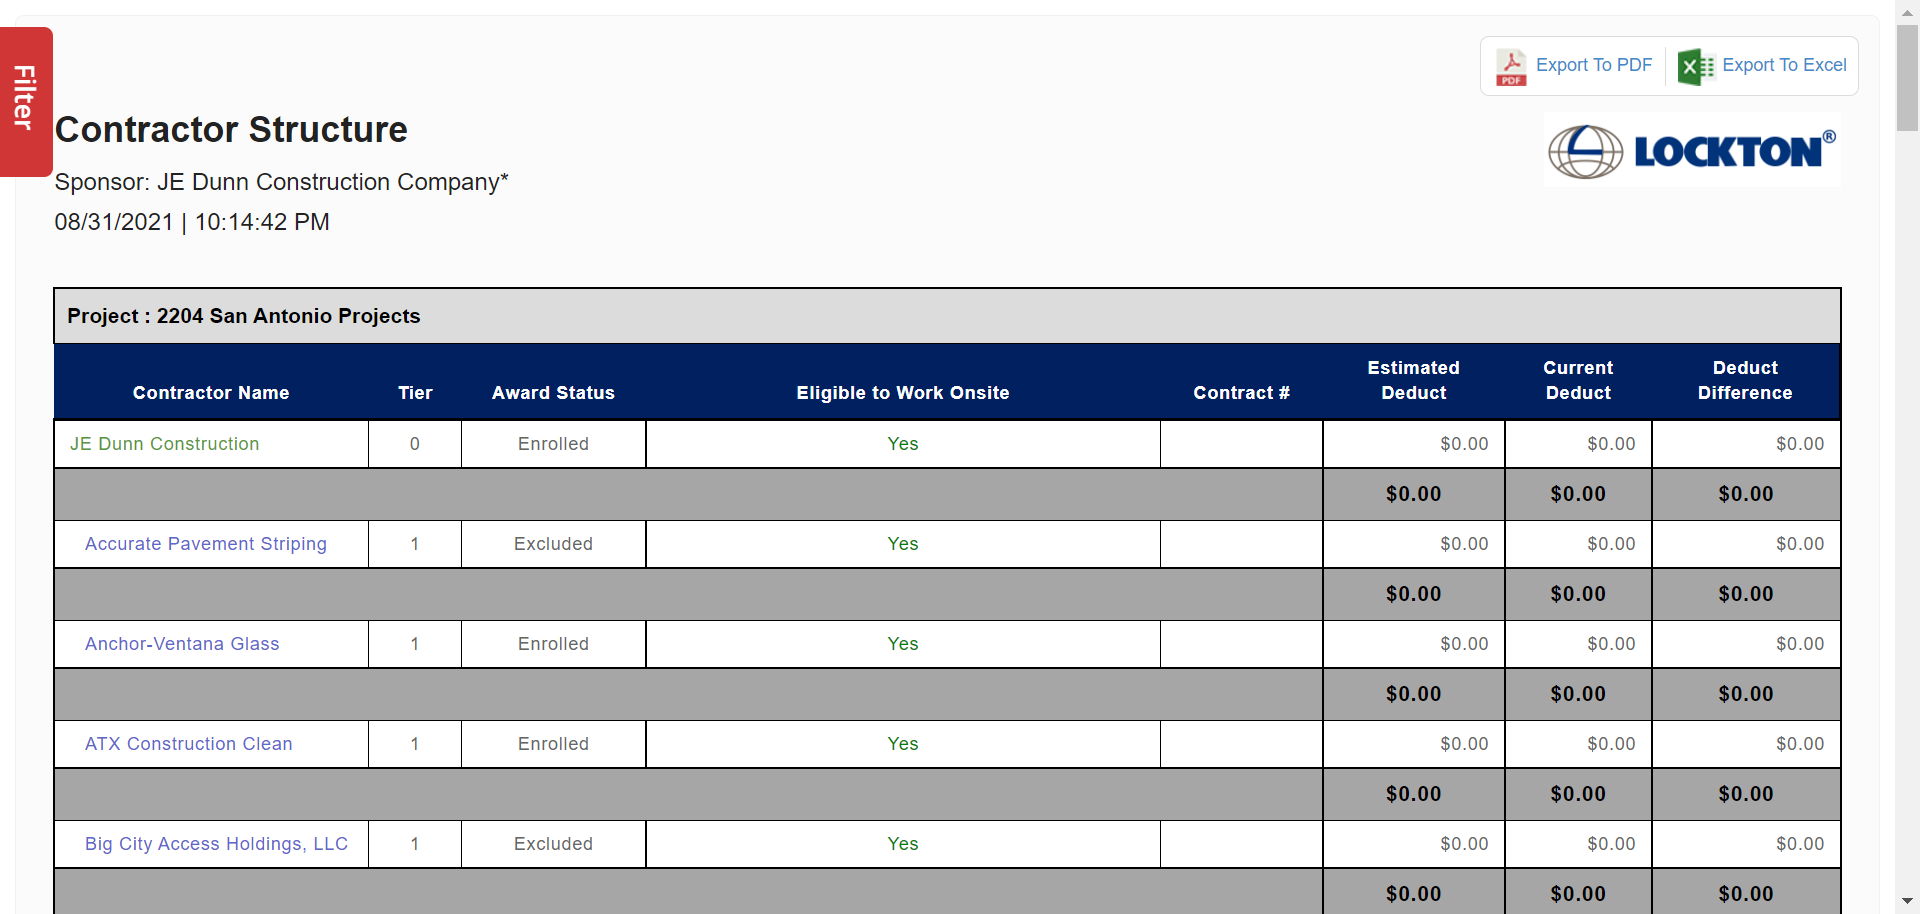 Filter
Export To PDF
Export To Excel
PDF
Contractor Structure
LOCKTON®
Sponsor: JE Dunn Construction Company*
08/31/2021 | 10:14:42 PM
Project : 2204 San Antonio Projects
Contractor Name Tier Award Status Eligible to Work Onsite Contract # Estimated Deduct Current Deduct Deduct Difference
JE Dunn Construction 0 Enrolled Yes $0.00 $0.00 $0.00
$0.00 $0.00 $0.00
Accurate Pavement Striping 1 Excluded Yes $0.00 $0.00 $0.00
$0.00 $0.00 $0.00
Anchor-Ventana Glass 1 Enrolled Yes $0.00 $0.00 $0.00
$0.00 $0.00 $0.00
ATX Construction Clean 1 Enrolled Yes $0.00 $0.00 $0.00
$0.00 $0.00 $0.00
Big City Access Holdings, LLC 1 Excluded Yes $0.00 $0.00 $0.00
$0.00 $0.00 $0.00